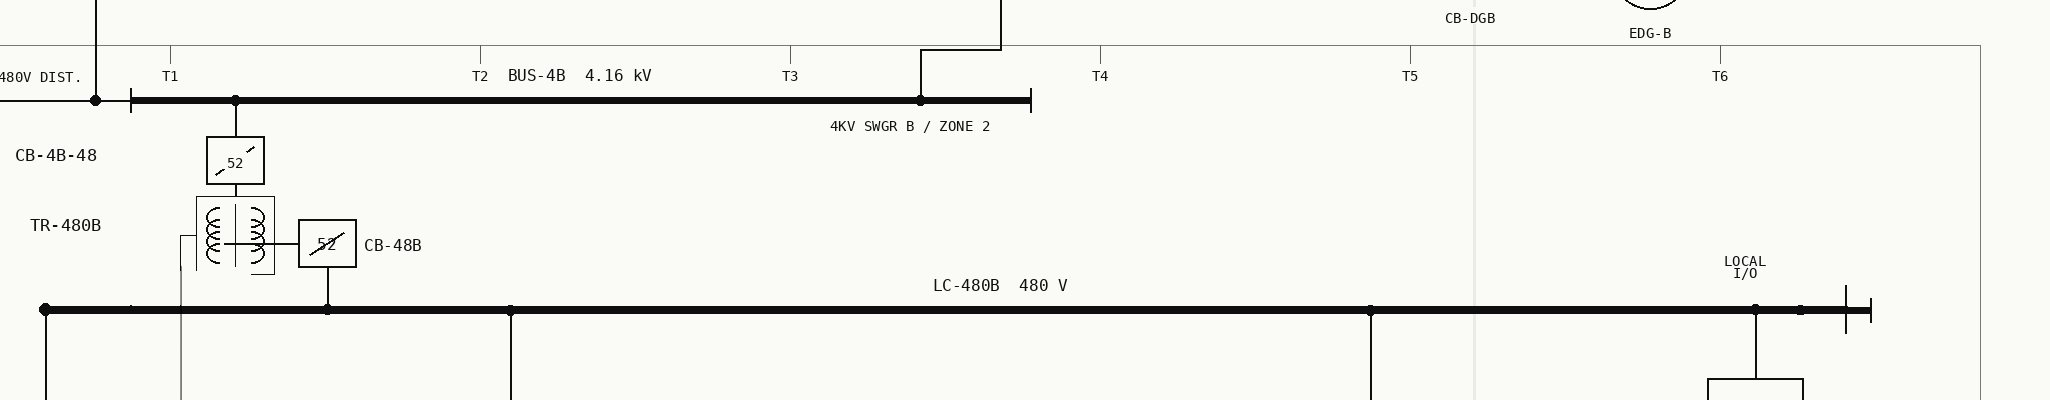 CB-DGB
EDG-B
480V DIST.
T1
T2
BUS-4B  4.16 kV
T3
T4
T5
T6
4KV SWGR B / ZONE 2
CB-4B-48
52
TR-480B
52
CB-48B
LOCAL
I/O
LC-480B  480 V